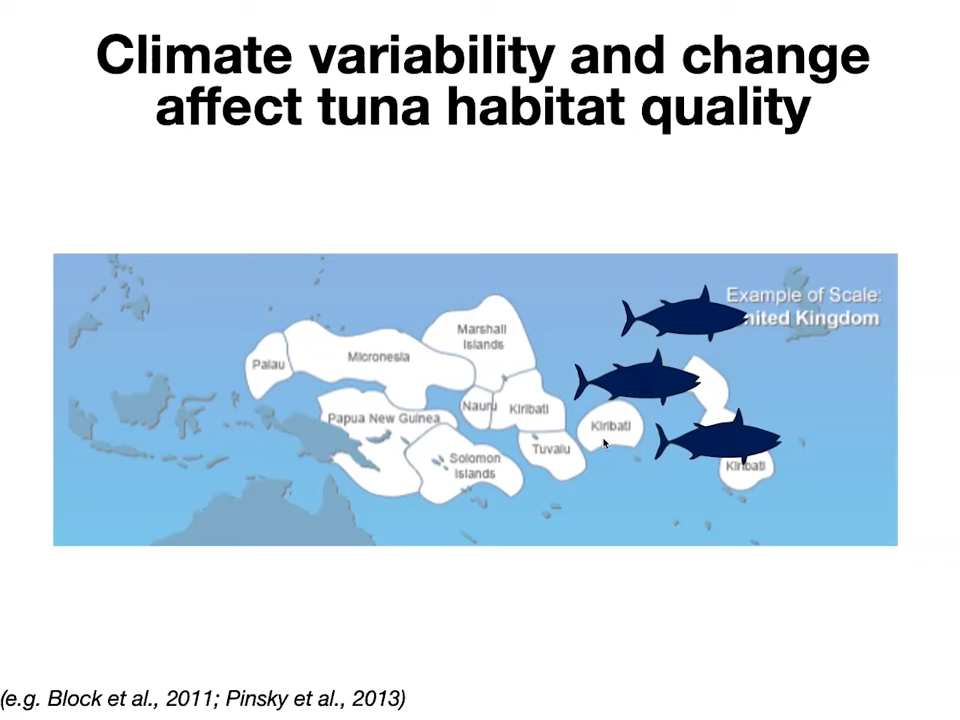 Climate variability and change
affect tuna habitat quality
Example of Scale:
nited Kingdom
Marshall
Islands
Micronesia
Palau
Nauru
Kiribati
Papua New Guinea
Kiribati
Tuvalu
Solomon
Islands
Kiribati
(e.g. Block et al., 2011; Pinsky et al., 2013)